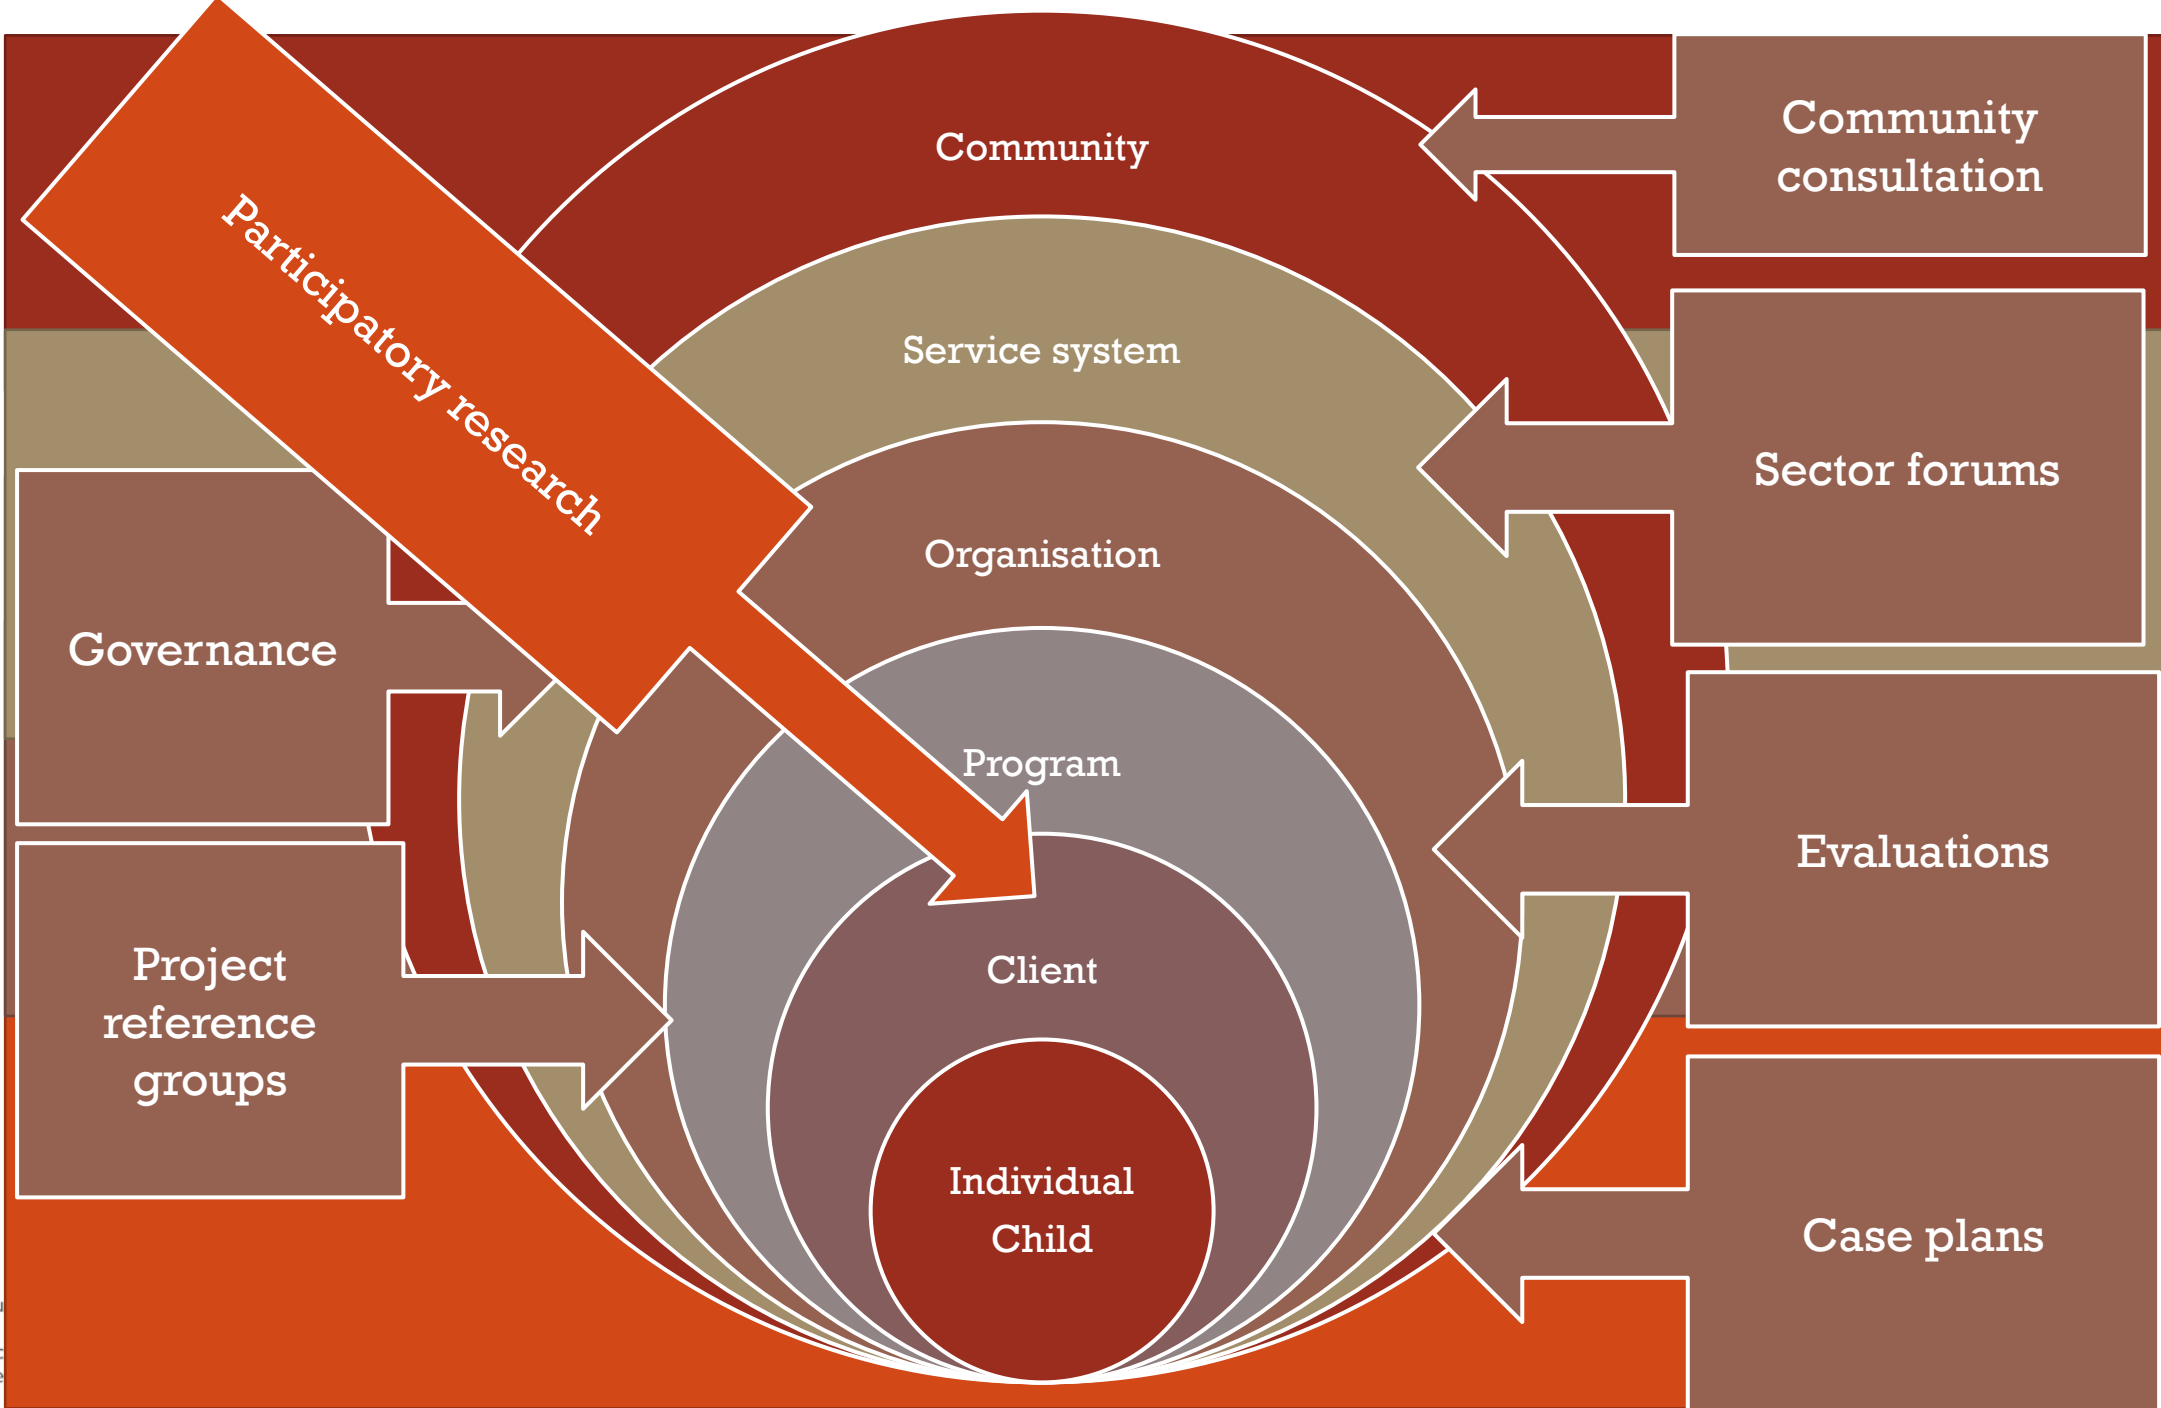 Community
consultation
Community
Participatory research
Service system
Sector forums
Organisation
Governance
Program
Evaluations
Project
reference
groups
Client
Individual
Child
Case plans